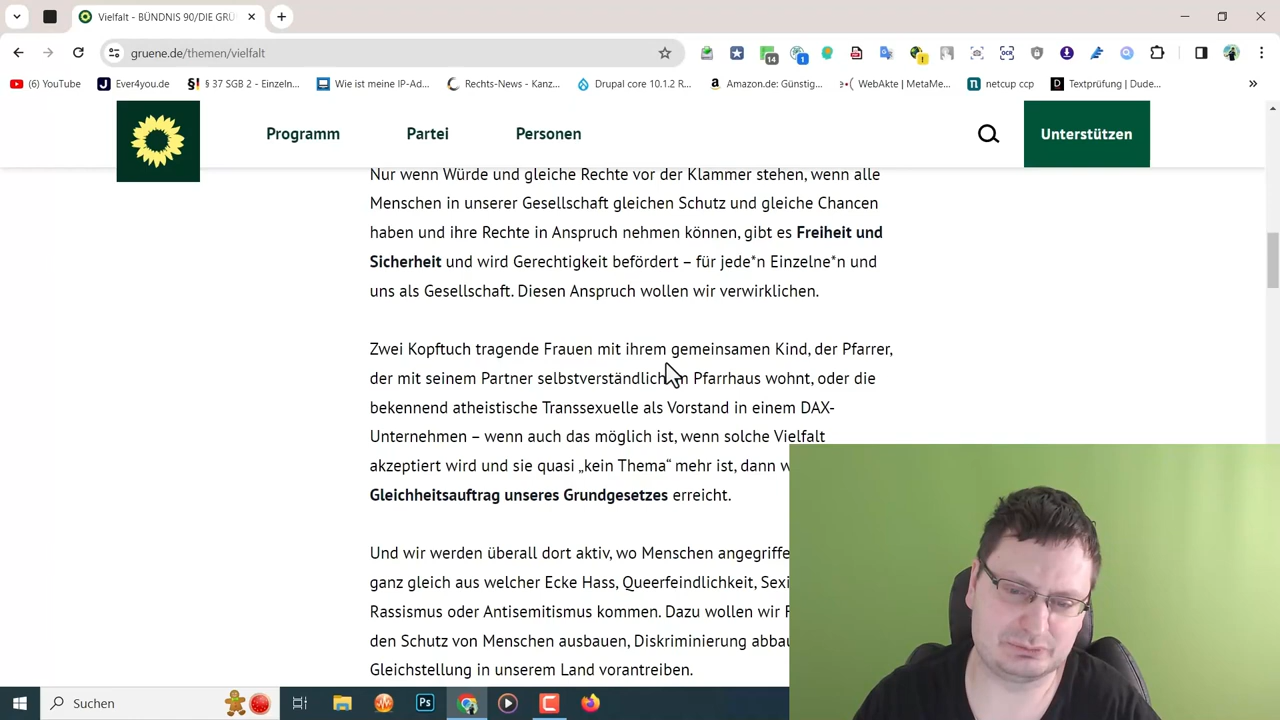 Vielfalt - BÜNDNIS 90/DIE GRÜ
gruene.de/themen/vielfalt
14
1
(6) YouTube
Ever4you.de
§ 37 SGB 2 - Einzeln...
Wie ist meine IP-Ad...
Rechts-News - Kanz...
Drupal core 10.1.2 R...
Amazon.de: Günstig...
WebAkte | MetaMe...
netcup ccp
Textprüfung | Dude...
Programm
Partei
Personen
Unterstützen
Nur wenn Würde und gleiche Rechte vor der Klammer stehen, wenn alle
Menschen in unserer Gesellschaft gleichen Schutz und gleiche Chancen
haben und ihre Rechte in Anspruch nehmen können, gibt es Freiheit und
Sicherheit und wird Gerechtigkeit befördert – für jede*n Einzelne*n und
uns als Gesellschaft. Diesen Anspruch wollen wir verwirklichen.
Zwei Kopftuch tragende Frauen mit ihrem gemeinsamen Kind, der Pfarrer,
der mit seinem Partner selbstverständlich Pfarrhaus wohnt, oder die
bekennend atheistische Transsexuelle als Vorstand in einem DAX-
Unternehmen – wenn auch das möglich ist, wenn solche Vielfalt
akzeptiert wird und sie quasi „kein Thema“ mehr ist, dann
Gleichheitsauftrag unseres Grundgesetzes erreicht.
Und wir werden überall dort aktiv, wo Menschen angegriffe
ganz gleich aus welcher Ecke Hass, Queerfeindlichkeit, Sexi
Rassismus oder Antisemitismus kommen. Dazu wollen wir
den Schutz von Menschen ausbauen, Diskriminierung abbau
Gleichstellung in unserem Land vorantreiben.
Suchen